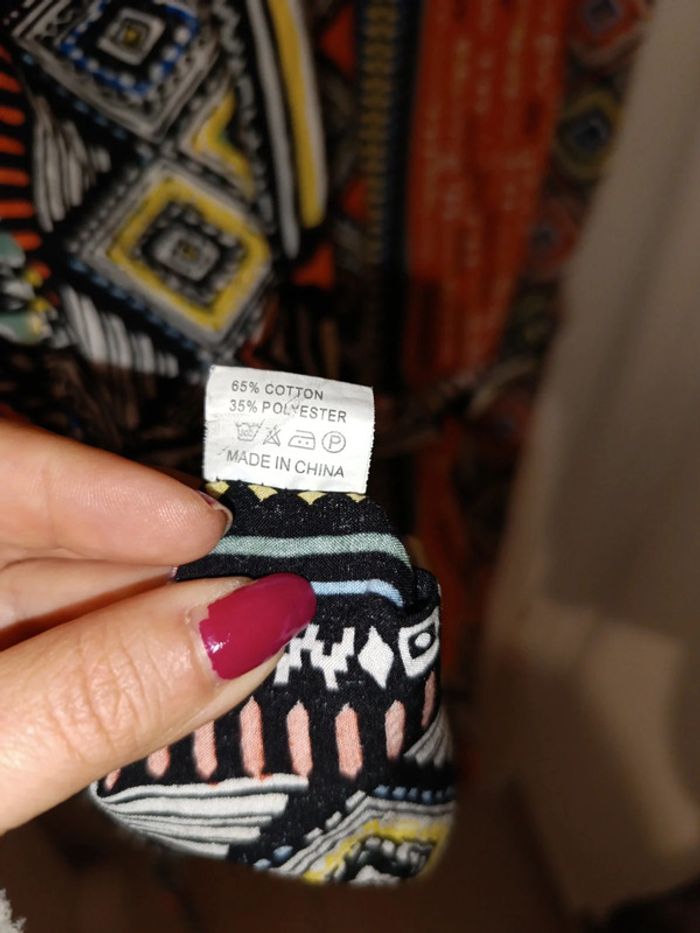 65% COTTON
35% POLYESTER
P
MADE IN CHINA